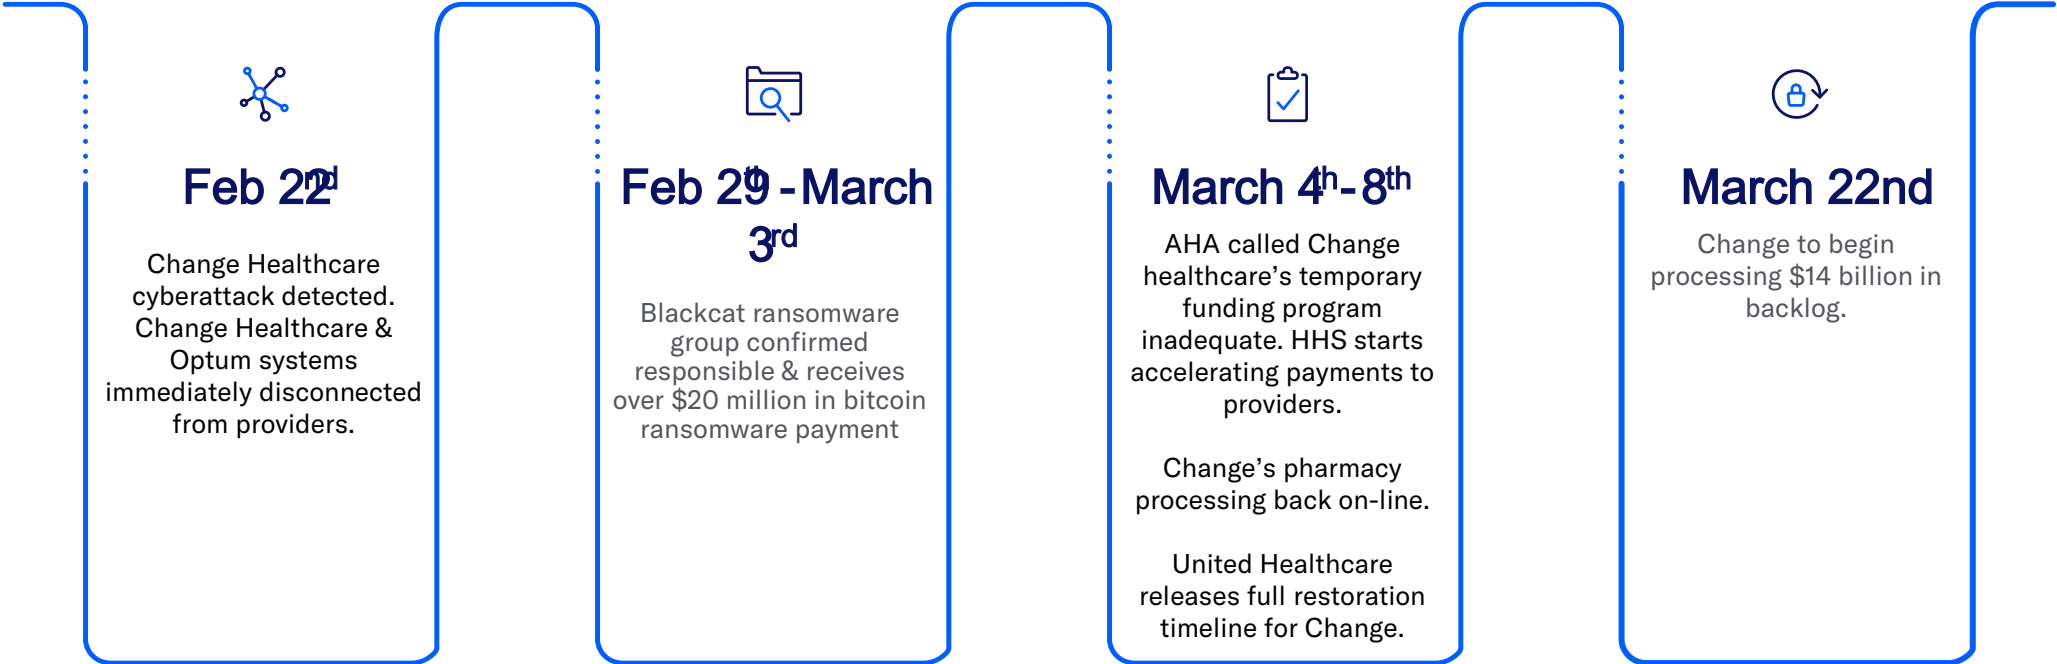 Feb 22nd
Change Healthcare
cyberattack detected.
Change Healthcare &
Optum systems
immediately disconnected
from providers.
Feb 29th - March
3rd
Blackcat ransomware
group confirmed
responsible & receives
over $20 million in bitcoin
ransomware payment
March 4th - 8th
AHA called Change
healthcare’s temporary
funding program
inadequate. HHS starts
accelerating payments to
providers.
Change’s pharmacy
processing back on-line.
United Healthcare
releases full restoration
timeline for Change.
March 22nd
Change to begin
processing $14 billion in
backlog.